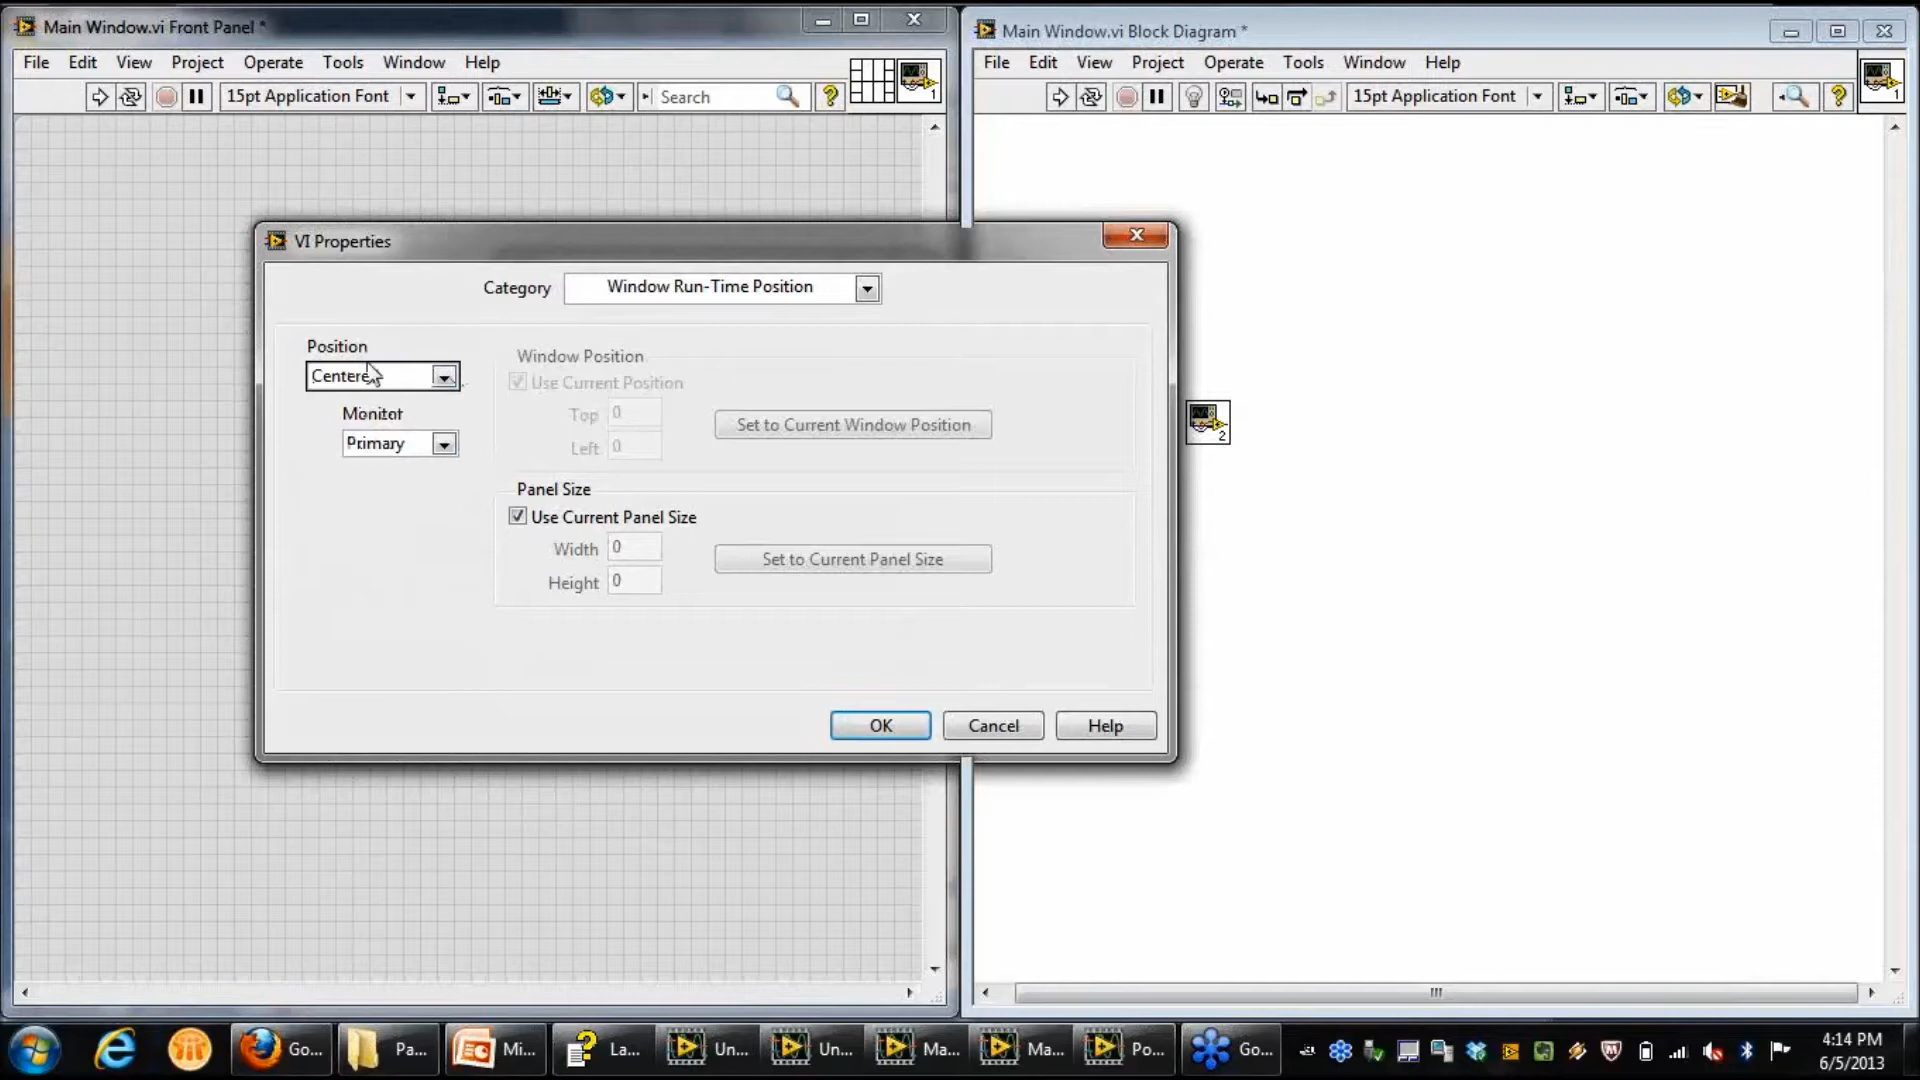 Main Window.vi Front Panel *
File Edit View Project Operate Tools Window Help
15pt Application Font
Search
1
Main Window.vi Block Diagram *
File Edit View Project Operate Tools Window Help
15pt Application Font
1
VI Properties
Category Window Run-Time Position
Position
Centere
Monitor
Primary
Window Position
Use Current Position
Top 0
Left 0
Set to Current Window Position
Panel Size
Use Current Panel Size
Width 0
Height 0
Set to Current Panel Size
OK Cancel Help
2
Go... Pa... Mi... La... Un... Un... Ma... Ma... Po... Go...
4:14 PM
6/5/2013